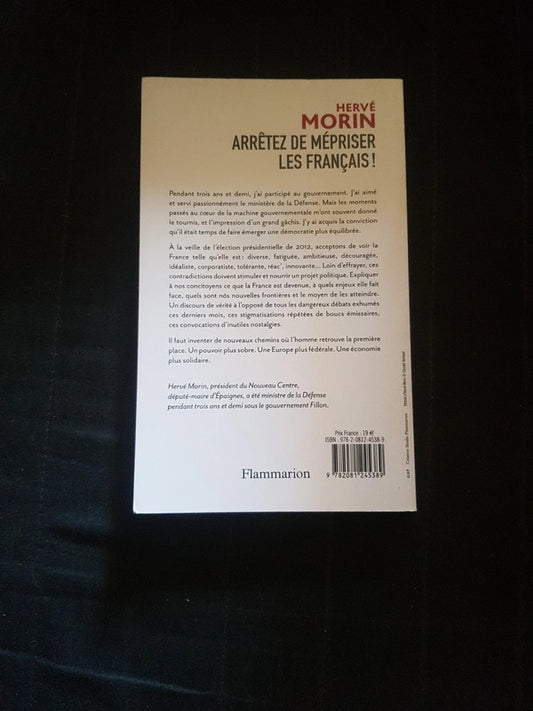 HERVÉ
MORIN
ARRÊTEZ DE MÉPRISER
LES FRANÇAIS !
Pendant trois ans et demi, j'ai participé au gouvernement. J'ai aimé
et servi passionnément le ministère de la Défense. Mais les moments
passés au cœur de la machine gouvernementale m'ont souvent donné
le tournis, et l'impression d'un grand gâchis. J'y ai acquis la conviction
qu'il était temps de faire émerger une démocratie plus équilibrée.
À la veille de l'élection présidentielle de 2012, acceptons de voir la
France telle qu'elle est : diverse, fatiguée, ambitieuse, découragée,
idéaliste, corporatiste, tolérante, réac', innovante... Loin d'effrayer, ces
contradictions doivent stimuler et nourrir un projet politique. Expliquer
à nos concitoyens ce que la France est devenue, à quels enjeux elle fait
face, quels sont nos nouvelles frontières et le moyen de les atteindre.
Un discours de vérité à l'opposé de tous les dangereux débats exhumés
ces derniers mois, ces stigmatisations répétées de boucs émissaires,
ces convocations d'inutiles nostalgies.
Il faut inventer de nouveaux chemins où l'homme retrouve la première
place. Un pouvoir plus sobre. Une Europe plus fédérale. Une économie
plus solidaire.
Hervé Morin, président du Nouveau Centre,
député-maire d'Épaignes, a été ministre de la Défense
pendant trois ans et demi sous le gouvernement Fillon.
Prix France : 19 €
ISBN : 978-2-0812-4538-9
9 782081 245389
Flammarion
Création Studio Flammarion